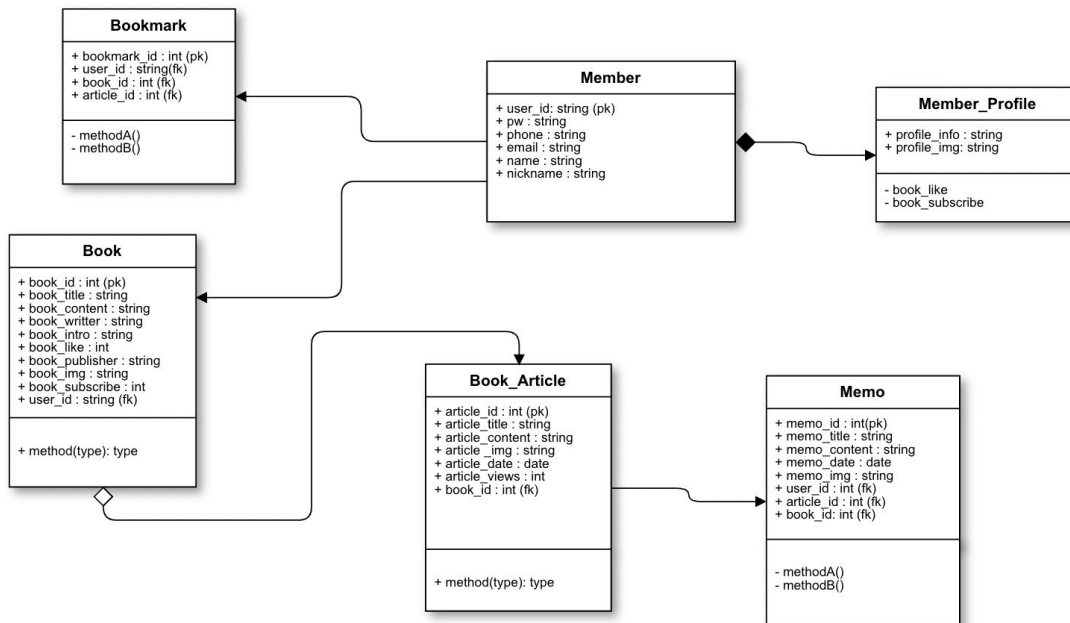 Bookmark
+ bookmark_id : int (pk)
+ user_id : string(fk)
+ book_id : int (fk)
+ article_id : int (fk)
- methodA()
- methodB()
Member
+ user_id: string (pk)
+ pw : string
+ phone : string
+ email : string
+ name : string
+ nickname : string
Member_Profile
+ profile_info : string
+ profile_img: string
- book_like
- book_subscribe
Book
+ book_id : int (pk)
+ book_title : string
+ book_content : string
+ book_writter : string
+ book_intro : string
+ book_like : int
+ book_publisher : string
+ book_img : string
+ book_subscribe : int
+ user_id : string (fk)
+ method(type): type
Book_Article
+ article_id : int (pk)
+ article_title : string
+ article_content : string
+ article _img : string
+ article_date : date
+ article_views : int
+ book_id : int (fk)
+ method(type): type
Memo
+ memo_id : int(pk)
+ memo_title : string
+ memo_content : string
+ memo_date : date
+ memo_img : string
+ user_id : int (fk)
+ article_id : int (fk)
+ book_id: int (fk)
- methodA()
- methodB()